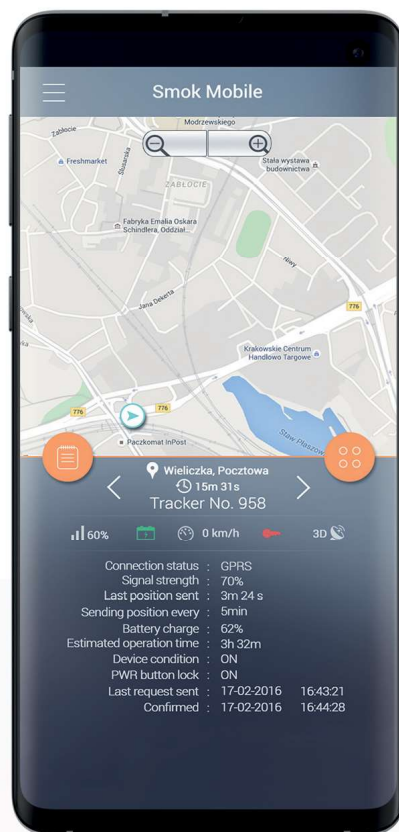 Smok Mobile
Modrzewskiego
Zabłocie
Ślusarska
Freshmarket
Stała wystawa
budownictwa
ZABŁOCIE
Fabryka Emalia Oskara
Schindlera, Oddział...
Jana Dekerta
776
Krakowskie Centrum
Handlowo Targowe
776
776
Paczkomat InPost
Staw Płaszow
Wieliczka, Pocztowa
15m 31s
Tracker No. 958
60% ? 0 km/h 3D
Connection status : GPRS
Signal strength : 70%
Last position sent : 3m 24 s
Sending position every : 5min
Battery charge : 62%
Estimated operation time : 3h 32m
Device condition : ON
PWR button lock : ON
Last request sent : 17-02-2016 16:43:21
Confirmed : 17-02-2016 16:44:28